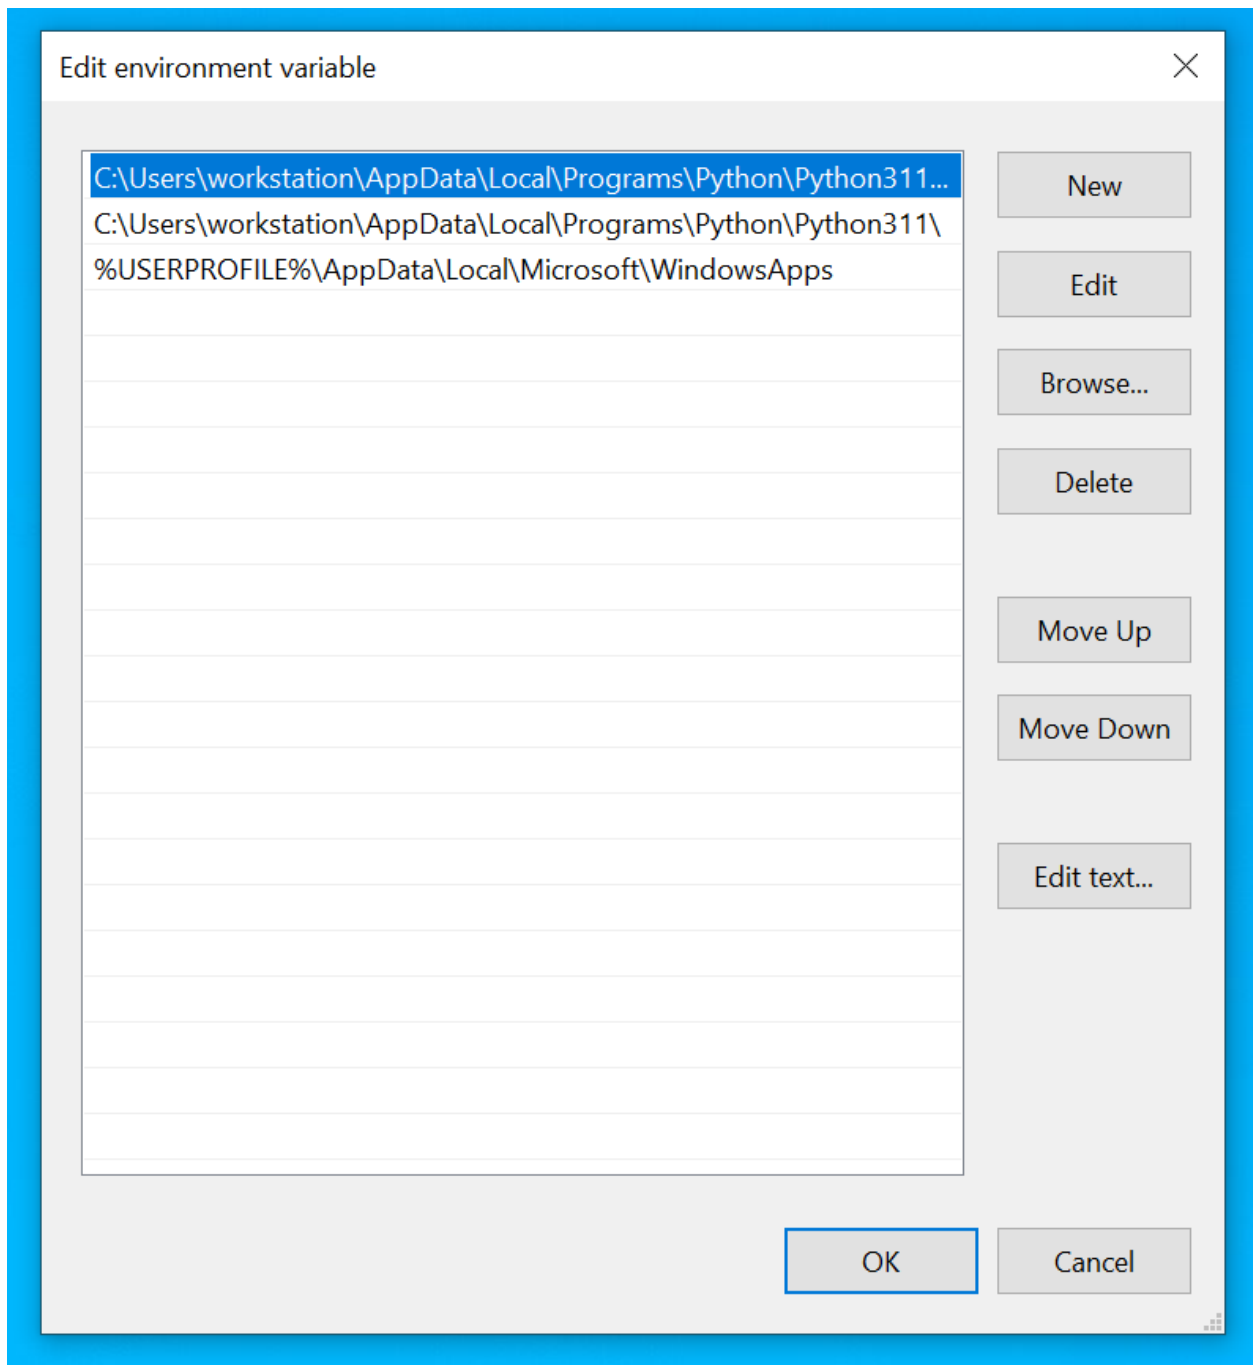 Edit environment variable
C:\Users\workstation\AppData\Local\Programs\Python\Python311...
C:\Users\workstation\AppData\Local\Programs\Python\Python311\
%USERPROFILE%\AppData\Local\Microsoft\WindowsApps
New
Edit
Browse...
Delete
Move Up
Move Down
Edit text...
OK
Cancel